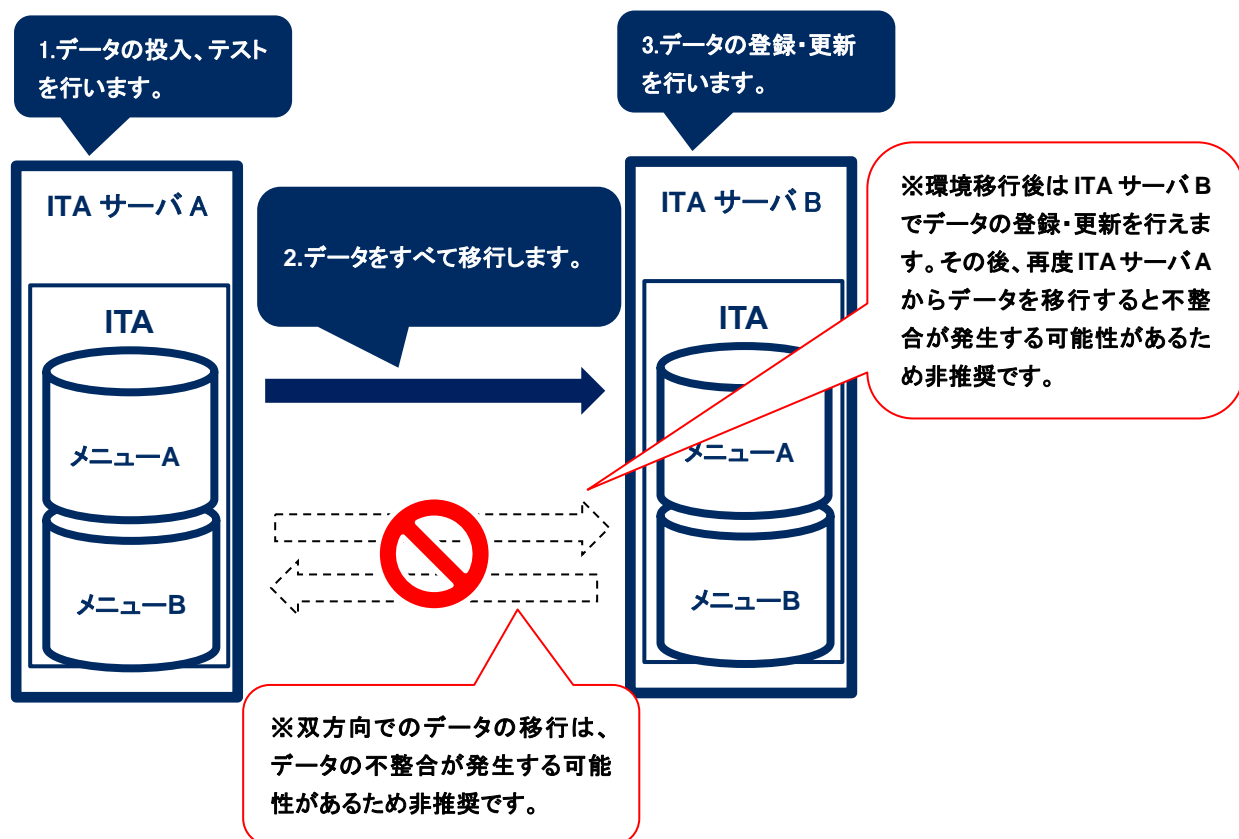 1.データの投入、テスト
を行います。
3.データの登録・更新
を行います。
ITA サーバ A
2.データをすべて移行します。
ITA サーバ B
※環境移行後は ITA サーバ B
でデータの登録・更新を行えま
す。その後、再度 ITA サーバ A
からデータを移行すると不整
合が発生する可能性があるた
め非推奨です。
ITA
メニューA
メニューB
ITA
メニューA
メニューB
※双方向でのデータの移行は、
データの不整合が発生する可能
性があるため非推奨です。